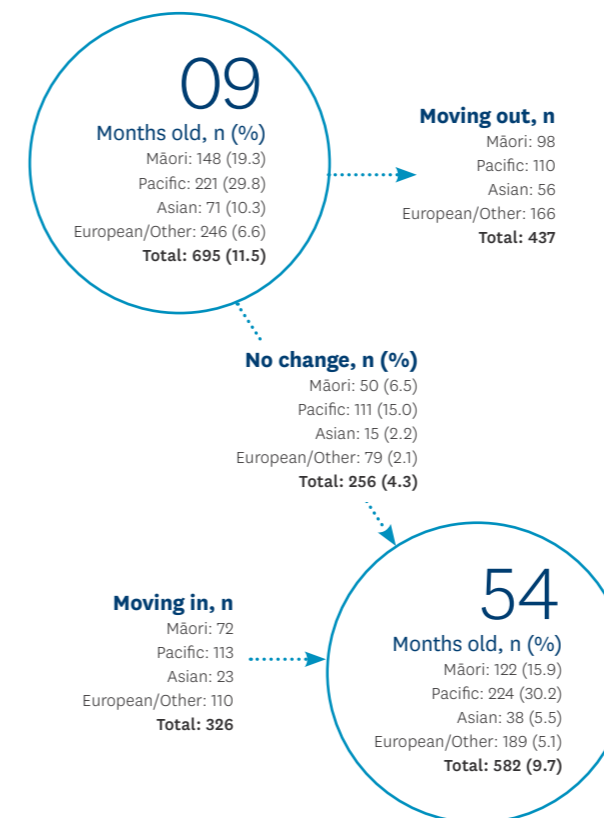 09
Months old, n (%)
Māori: 148 (19.3)
Pacific: 221 (29.8)
Asian: 71 (10.3)
European/Other: 246 (6.6)
Total: 695 (11.5)
Moving out, n
Māori: 98
Pacific: 110
Asian: 56
European/Other: 166
Total: 437
No change, n (%)
Māori: 50 (6.5)
Pacific: 111 (15.0)
Asian: 15 (2.2)
European/Other: 79 (2.1)
Total: 256 (4.3)
Moving in, n
Māori: 72
Pacific: 113
Asian: 23
European/Other: 110
Total: 326
54
Months old, n (%)
Māori: 122 (15.9)
Pacific: 224 (30.2)
Asian: 38 (5.5)
European/Other: 189 (5.1)
Total: 582 (9.7)